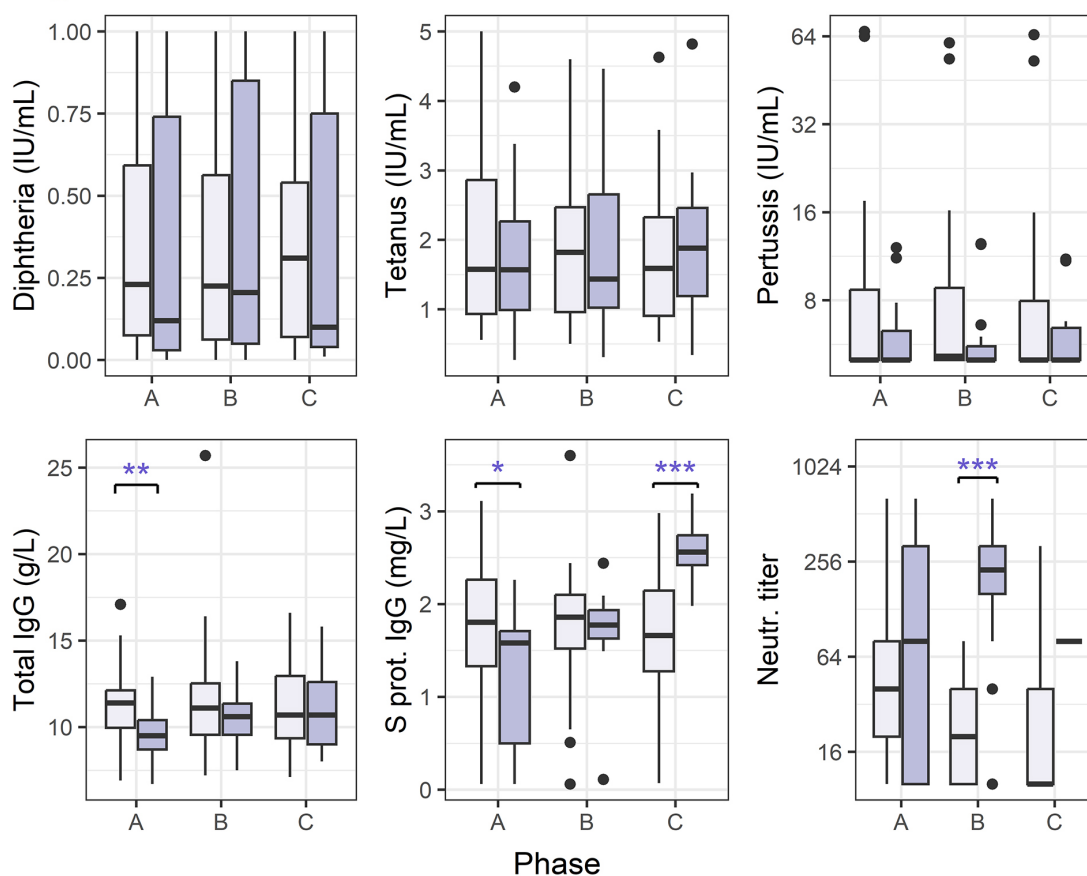 Diphtheria (IU/mL)
1.00
0.75
0.50
0.25
0.00
A B C
Tetanus (IU/mL)
5
4
3
2
1
A B C
Pertussis (IU/mL)
64
32
16
8
A B C
Total IgG (g/L)
25
20
15
10
**
A B C
S prot. IgG (mg/L)
3
2
1
0
* ***
A B C
Neutr. titer
1024
256
64
16
***
A B C
Phase